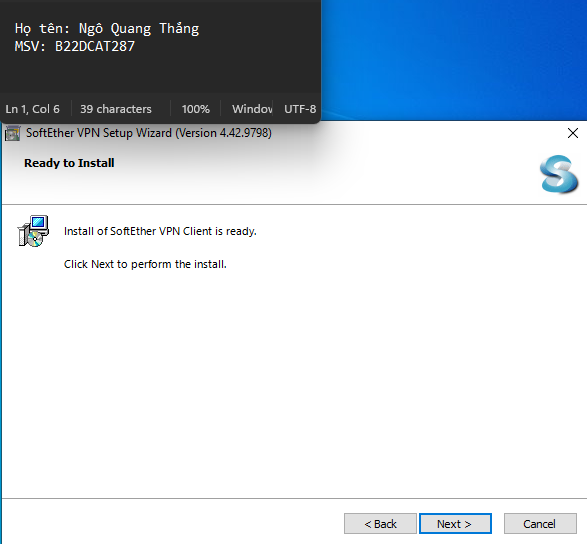 Họ tên: Ngô Quang Thắng
MSV: B22DCAT287
Ln 1, Col 6 39 characters 100% Window UTF-8
SoftEther VPN Setup Wizard (Version 4.42.9798)
Ready to Install
Install of SoftEther VPN Client is ready.
Click Next to perform the install.
< Back Next > Cancel